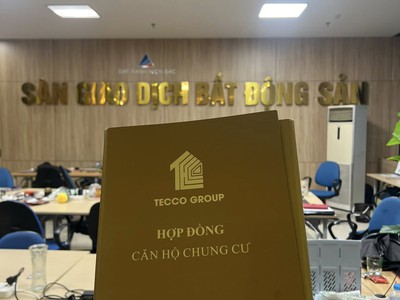 SÀN GIAO DỊCH BẤT ĐỘNG SẢN
TECCO GROUP
HỢP ĐỒNG
CĂN HỘ CHUNG CƯ